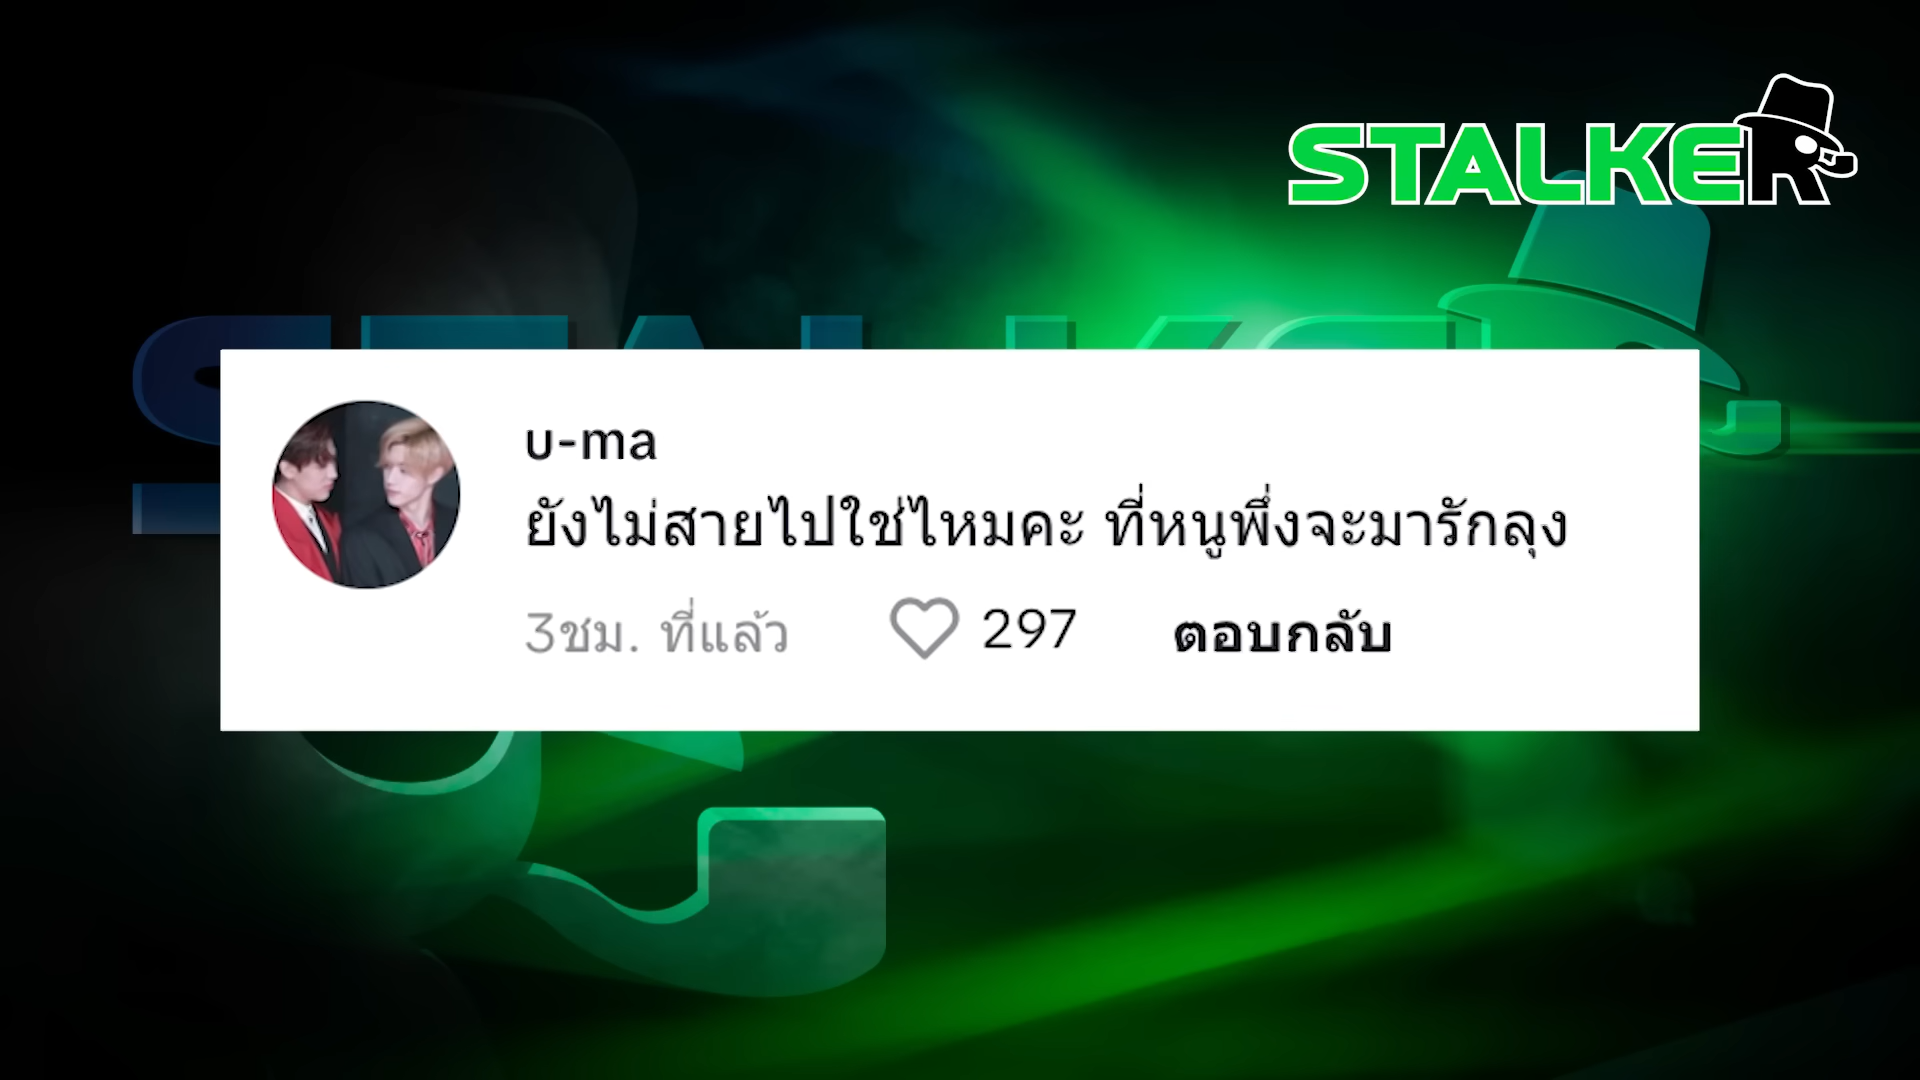 STALKER
u-ma
ยังไม่สายไปใช่ไหมคะ ที่หนูพึ่งจะมารักลุง
3ชม. ที่แล้ว 297 ตอบกลับ